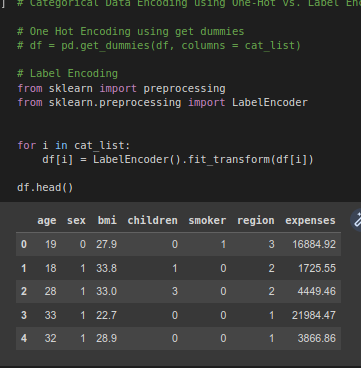 ] # Categorical Data Encoding using One-Hot vs. Label
# One Hot Encoding using get dummies
# df = pd.get_dummies(df, columns = cat_list)
# Label Encoding
from sklearn import preprocessing
from sklearn.preprocessing import LabelEncoder
for i in cat_list:
df[i] = LabelEncoder().fit_transform(df[i])
df.head()
age sex bmi children smoker region expenses
0 19 0 27.9 0 1 3 16884.92
1 18 1 33.8 1 0 2 1725.55
2 28 1 33.0 3 0 2 4449.46
3 33 1 22.7 0 0 1 21984.47
4 32 1 28.9 0 0 1 3866.86